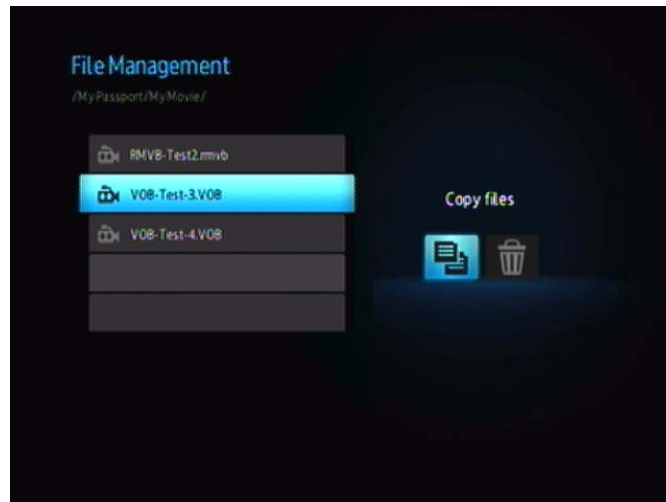 File Management
/MyPassport/MyMovie/
RMVB-Test2.rmvb
VOB-Test-3.VOB
VOB-Test-4.VOB
Copy files